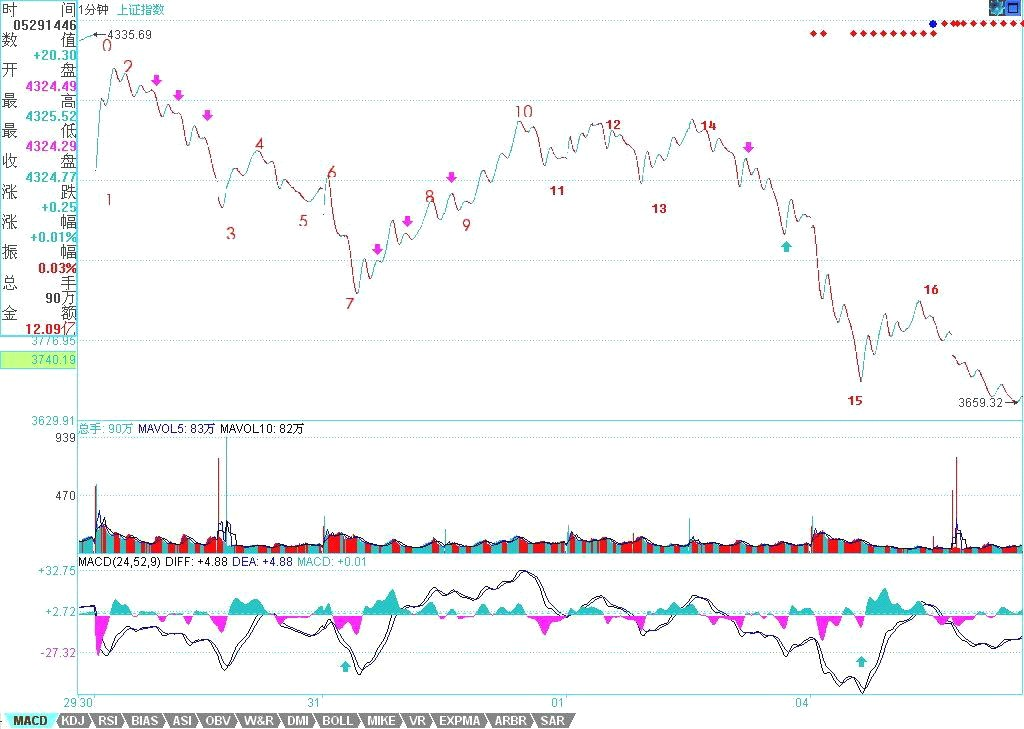 时 间 1分钟 上证指数
05291446
数 值
+20.30
开 盘
4324.49
最 高
4325.52
最 低
4324.29
收 盘
4324.77
涨 跌
+0.25
涨 幅
+0.01%
振 幅
0.03%
总 手
90万
金 额
12.09亿
3776.95
3740.19
3629.91
4335.69
0
2
1
4
3
5
6
7
8
9
10
11
12
13
14
15
16
3659.32
总手: 90万 MAVOL5: 83万 MAVOL10: 82万
939
470
MACD(24,52,9) DIFF: +4.88 DEA: +4.88 MACD: +0.01
+32.75
+2.72
-27.32
29 30 31 01 04
MACD KDJ RSI BIAS ASI OBV W&R DMI BOLL MIKE VR EXPMA ARBR SAR